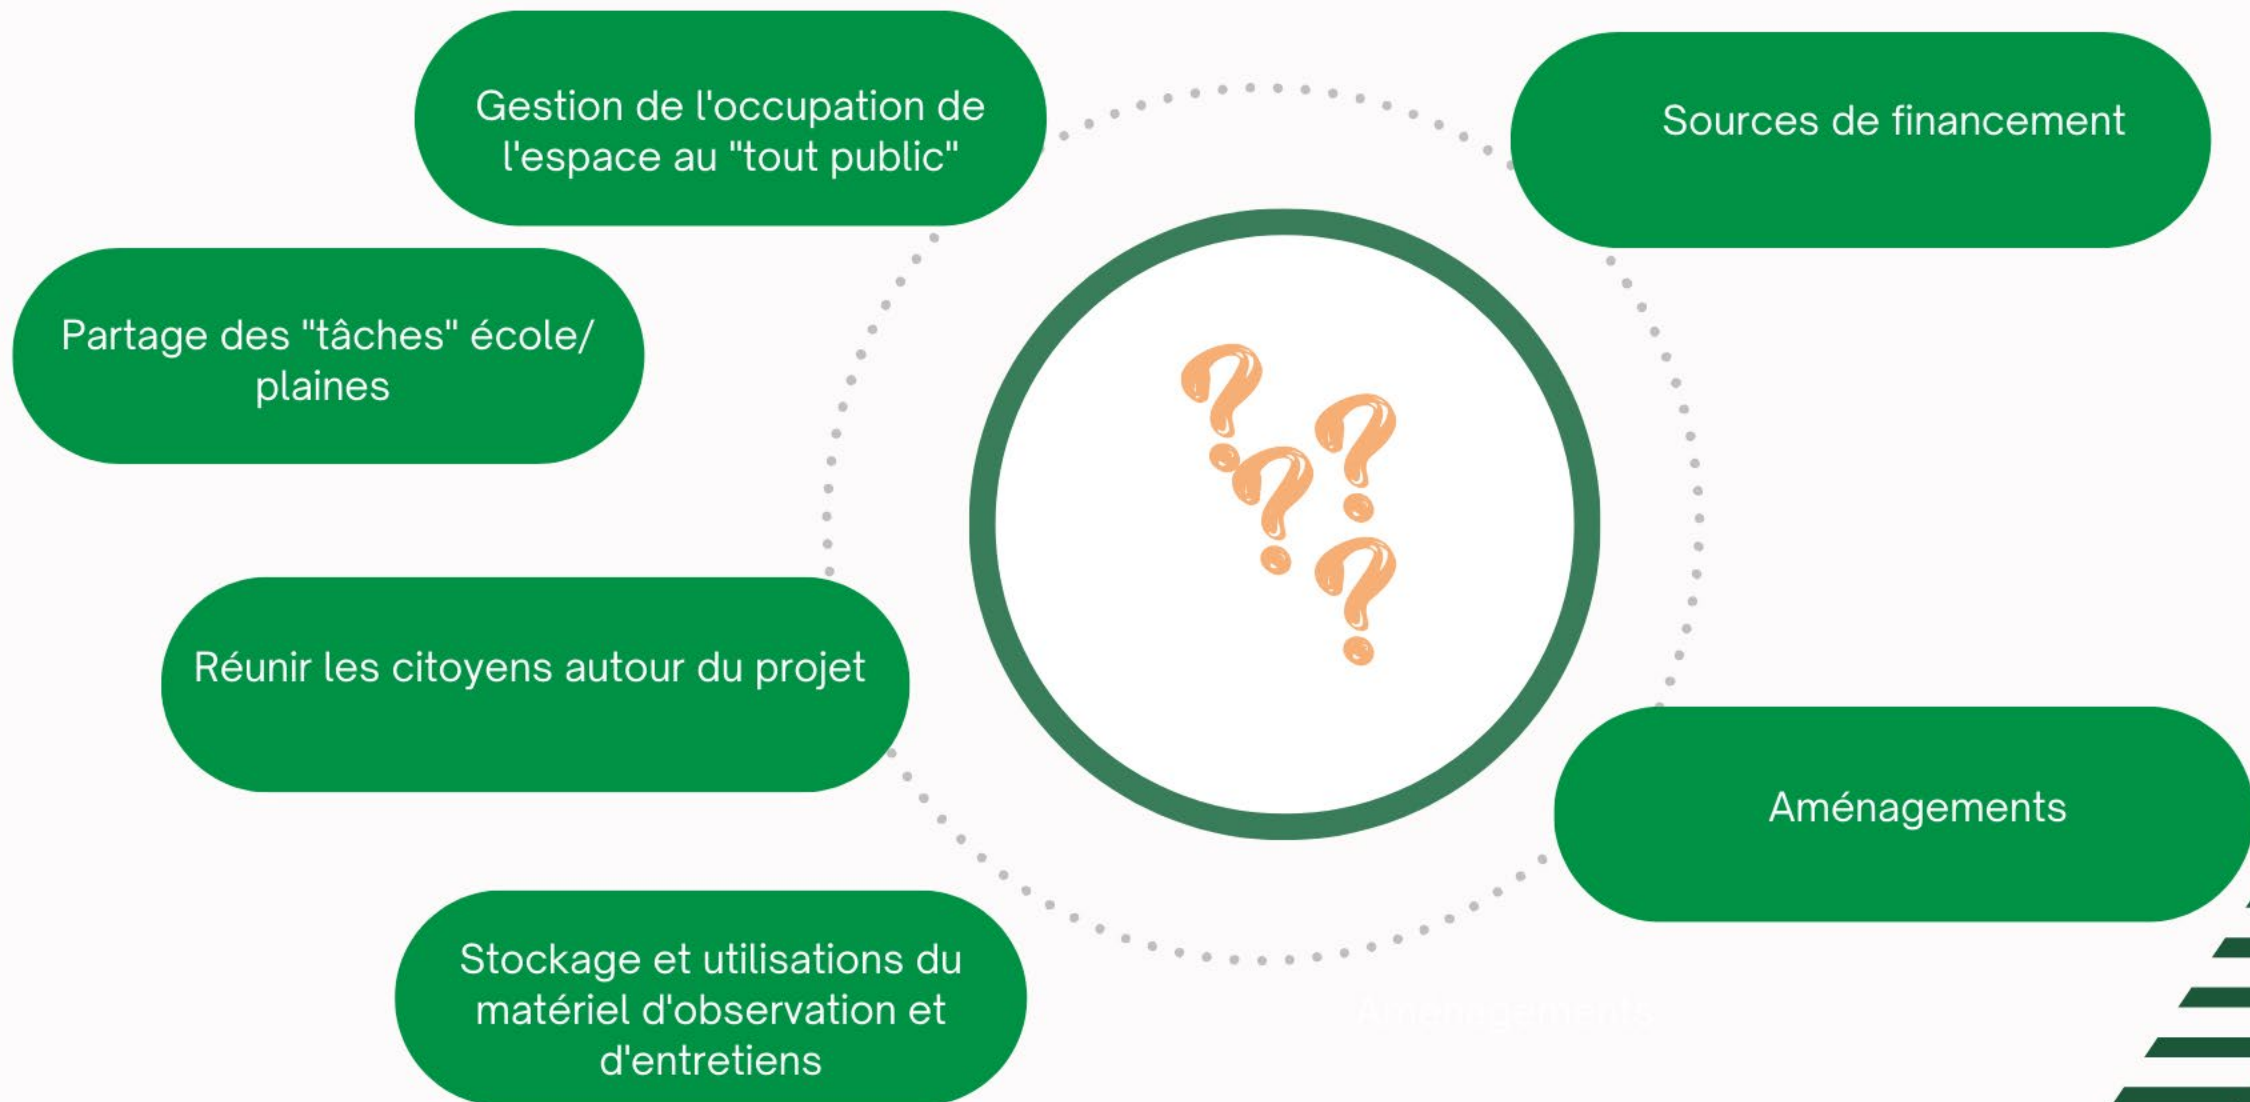 Gestion de l'occupation de
l'espace au "tout public"
Sources de financement
Partage des "tâches" école/
plaines
Réunir les citoyens autour du projet
Aménagements
Stockage et utilisations du
matériel d'observation et
d'entretiens
Aménagements